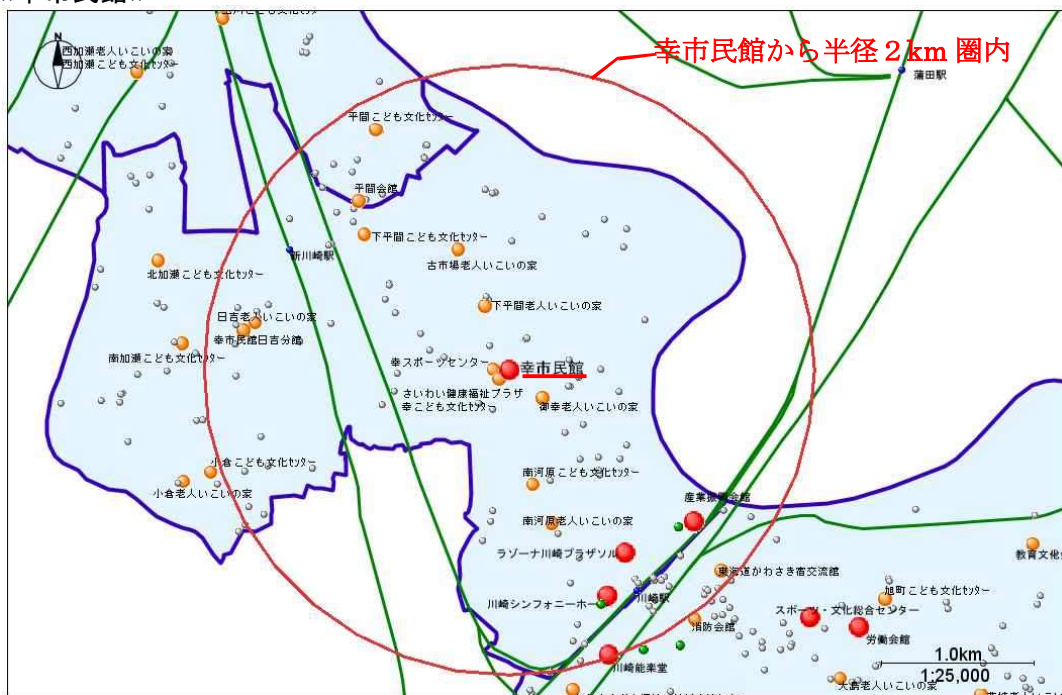 N
西加瀬老人いこいの家
西加瀬こども文化センター
幸市民館から半径２km圏内
蒲田駅
平間こども文化センター
平間会館
下平間こども文化センター
古市場老人いこいの家
新川崎駅
北加瀬こども文化センター
下平間老人いこいの家
日吉老人いこいの家
幸市民館日吉分館
南加瀬こども文化センター
幸スポーツセンター
幸市民館
さいわい健康福祉プラザ
幸こども文化センター
御幸老人いこいの家
小倉こども文化センター
小倉老人いこいの家
南河原こども文化センター
南河原老人いこいの家
産業振興会館
ラゾーナ川崎プラザソル
教育文化
東海道かわさき宿交流館
川崎駅
川崎シンフォニーホー
旭町こども文化センター
スポーツ・文化総合センター
消防会館
労働会館
川崎能楽堂
1.0km
1:25,000
大島老人いこいの家